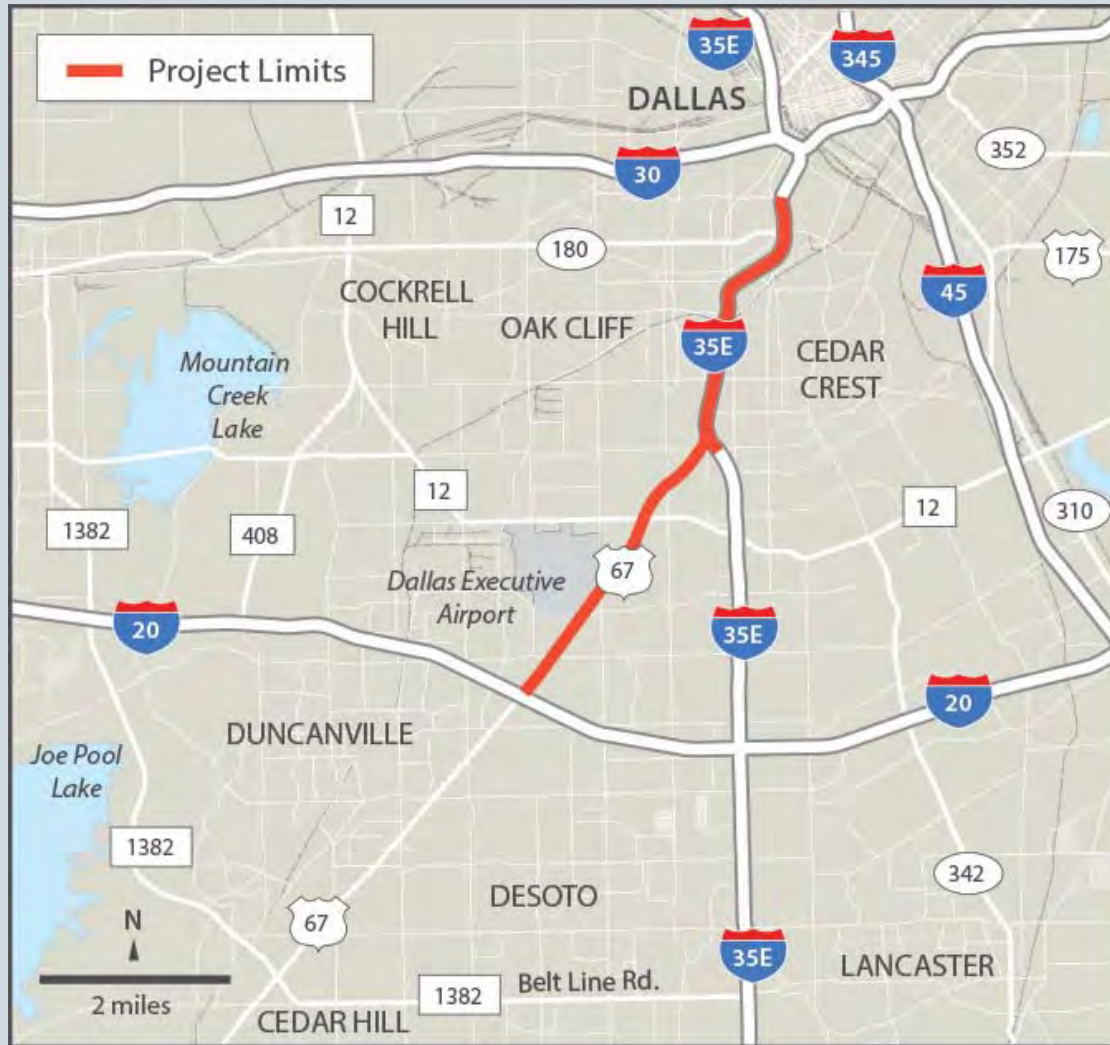 Project Limits
35E
345
DALLAS
352
30
12
180
175
45
COCKRELL
HILL
OAK CLIFF
35E
CEDAR
CREST
Mountain
Creek
Lake
12
12
310
1382
408
67
Dallas Executive
Airport
20
35E
20
DUNCANVILLE
Joe Pool
Lake
1382
342
DESOTO
N
67
35E
LANCASTER
2 miles
1382
Belt Line Rd.
CEDAR HILL